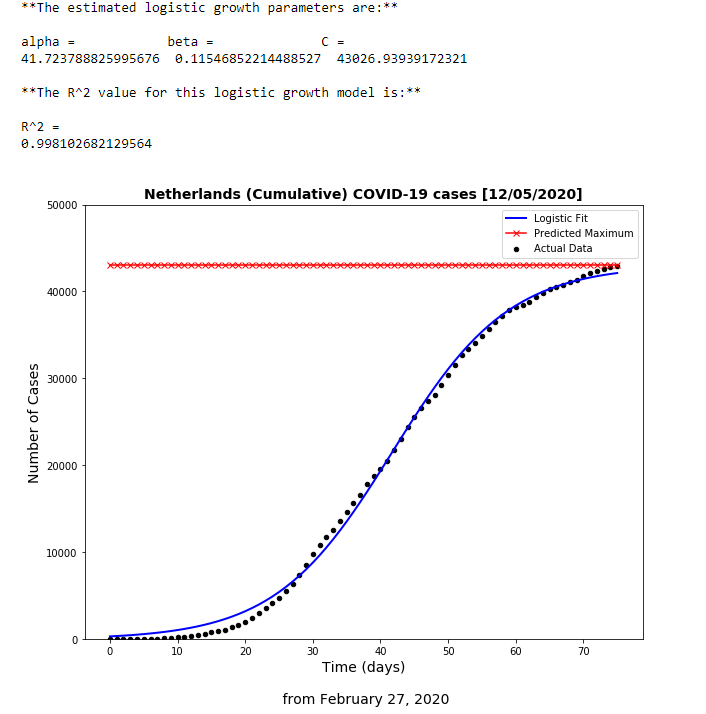 **The estimated logistic growth parameters are:**
alpha = beta = C =
41.723788825995676 0.11546852214488527 43026.93939172321
**The R^2 value for this logistic growth model is:**
R^2 =
0.998102682129564
Netherlands (Cumulative) COVID-19 cases [12/05/2020]
Logistic Fit
Predicted Maximum
Actual Data
50000
40000
30000
20000
10000
0
Number of Cases
0 10 20 30 40 50 60 70
Time (days)
from February 27, 2020